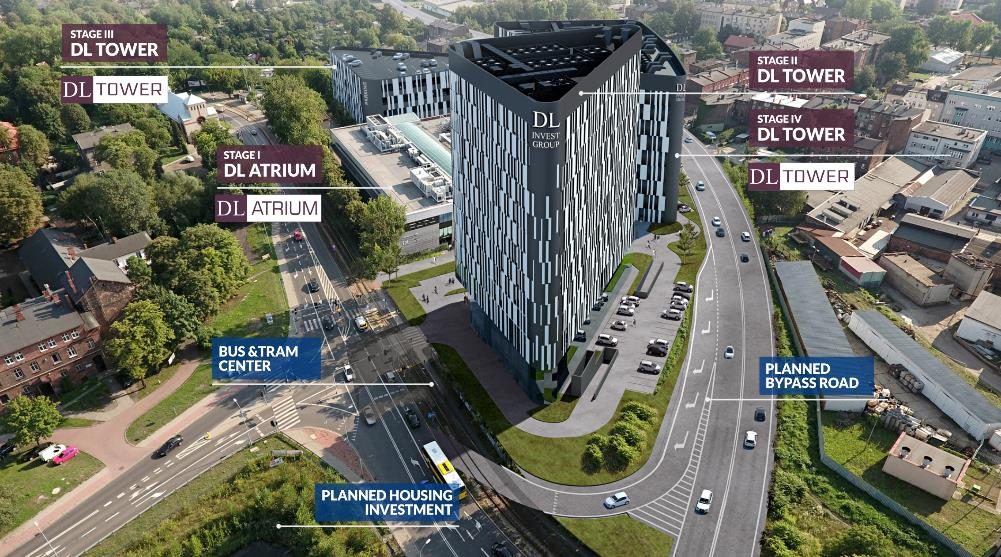 STAGE III
DL TOWER
DL TOWER
STAGE I
DL ATRIUM
DL ATRIUM
DL
INVEST
GROUP
DL
STAGE II
DL TOWER
STAGE IV
DL TOWER
DL TOWER
BUS & TRAM
CENTER
PLANNED
BYPASS ROAD
PLANNED HOUSING
INVESTMENT